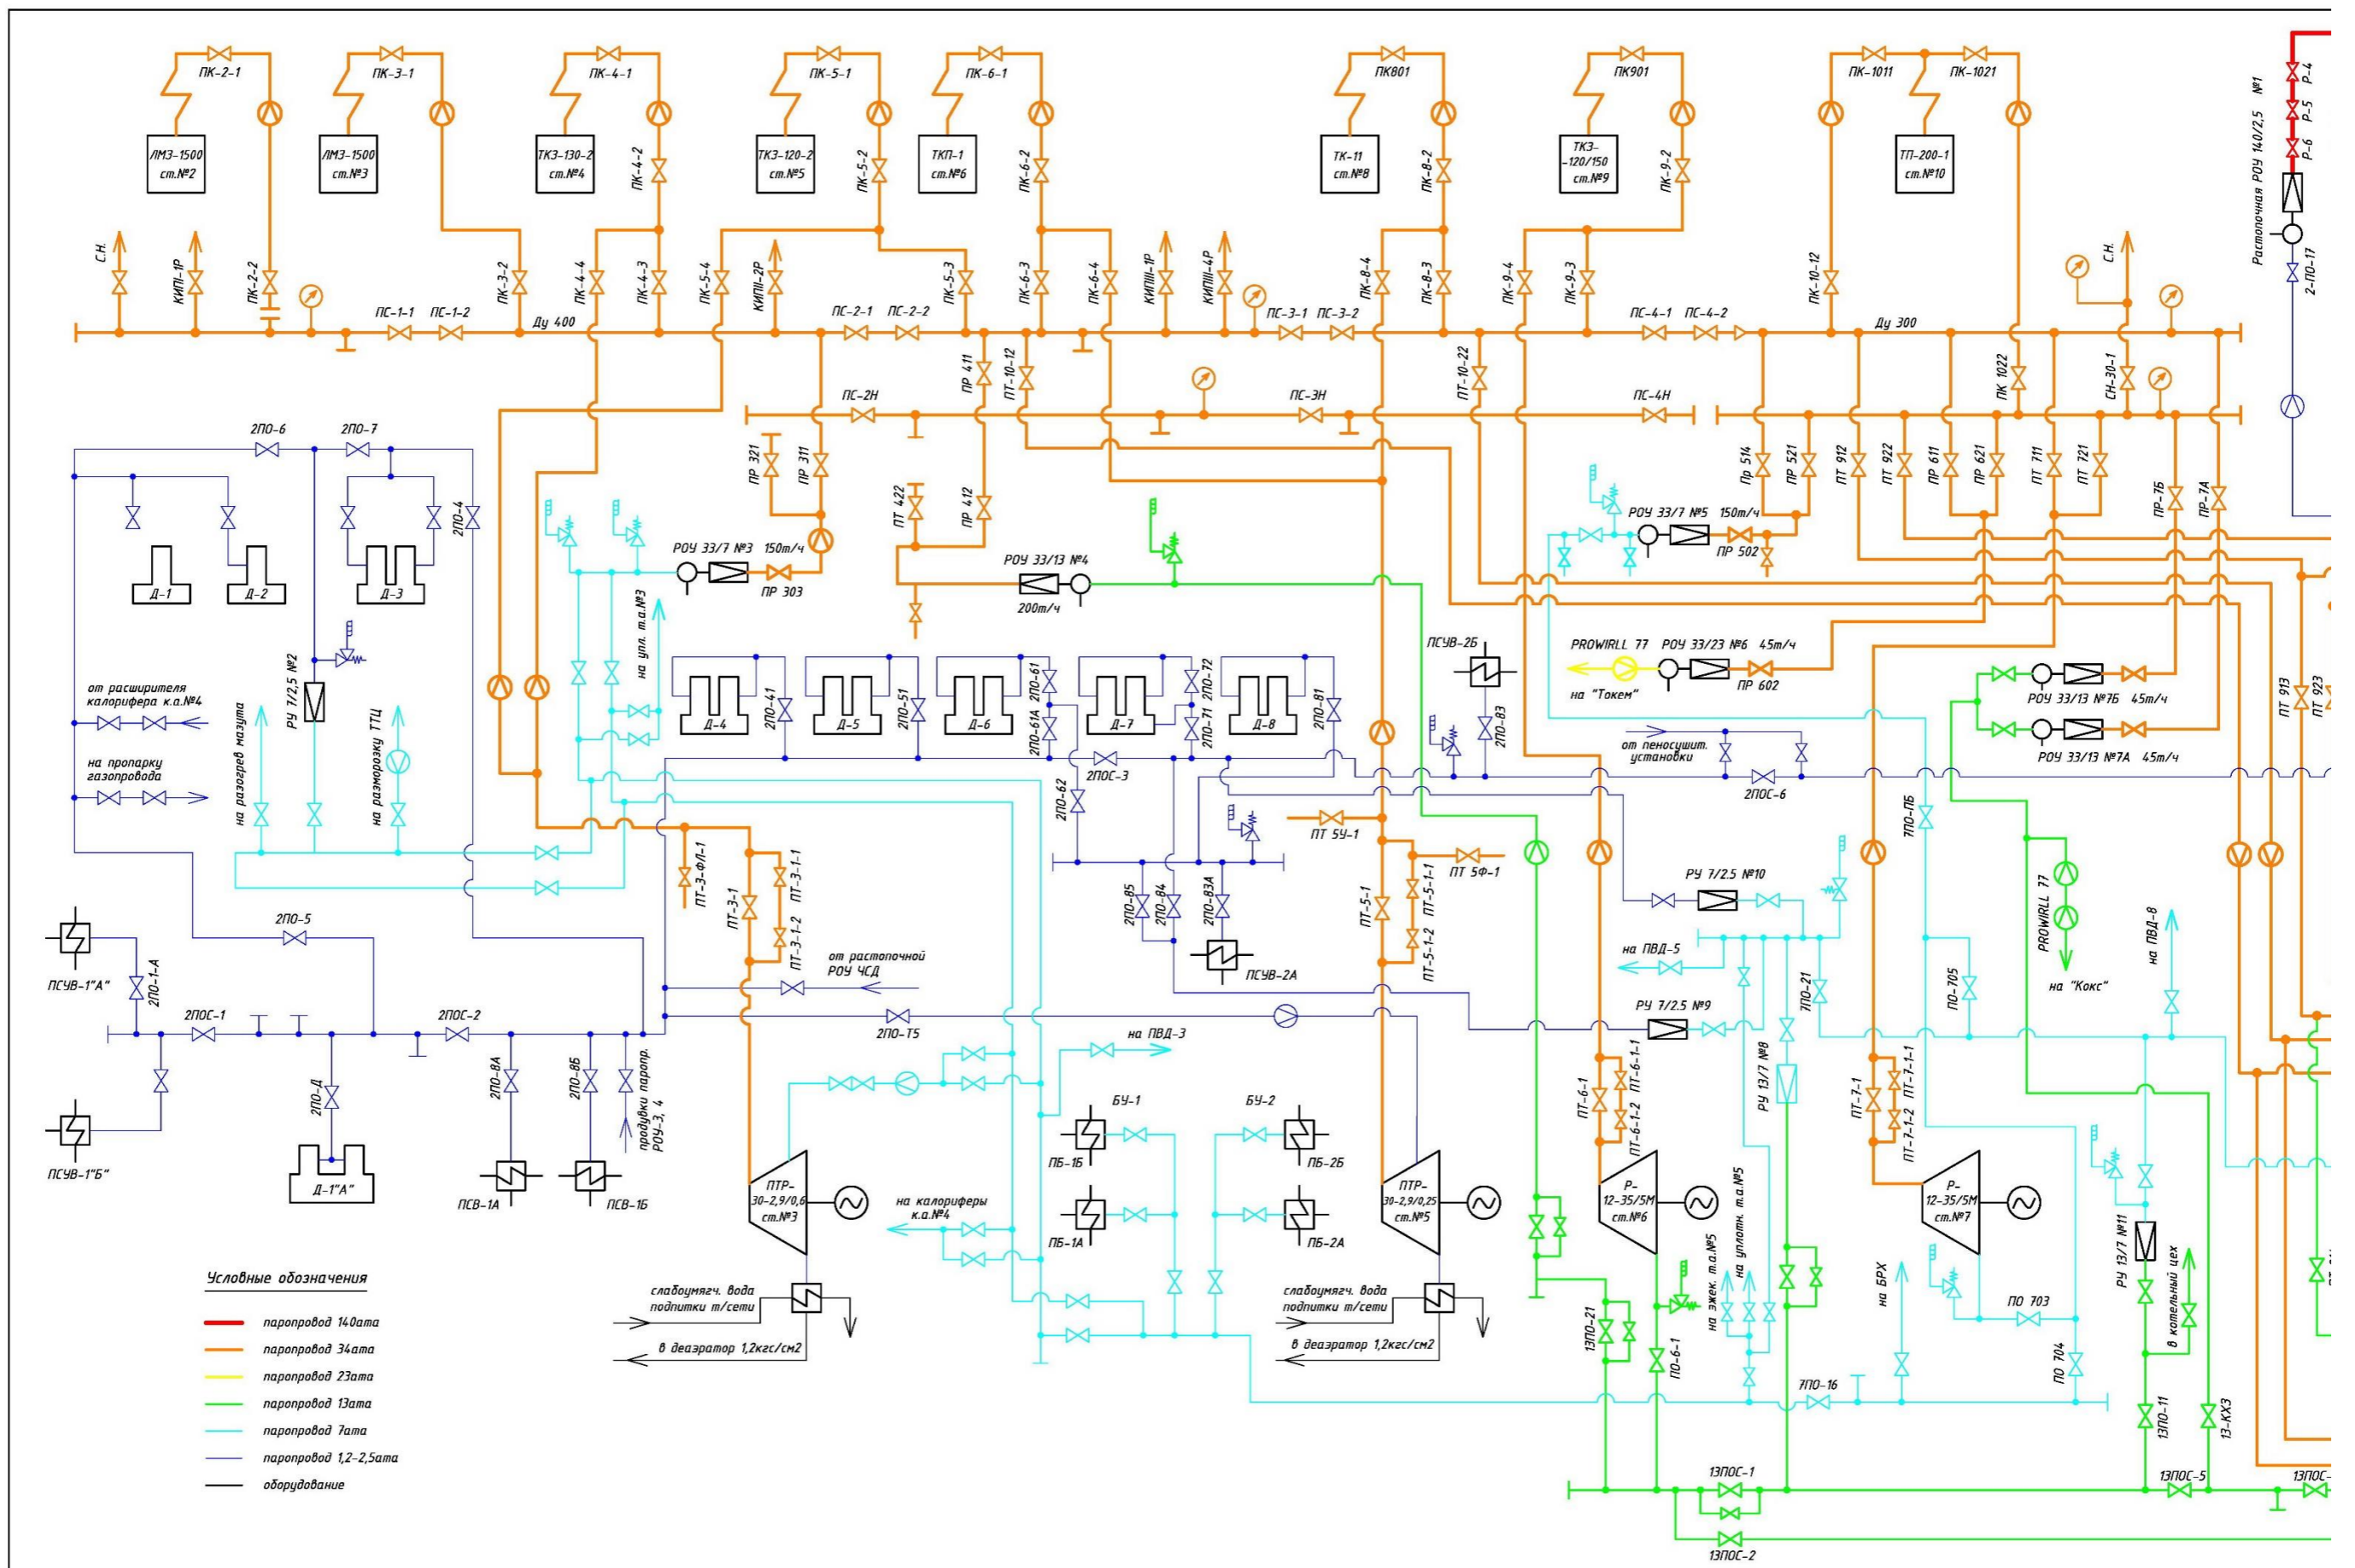 ПК-2-1
ПК-3-1
ПК-4-1
ПК-5-1
ПК-6-1
ПК801
ПК901
ПК-1011
ПК-1021
Р-4
Р-5
Р-6
Растопочная РОУ 140/2,5 №1
2-ПО-17
ЛМЗ-1500
ст.№2
ЛМЗ-1500
ст.№3
ТКЗ-130-2
ст.№4
ПК-4-2
ТКЗ-120-2
ст.№5
ПК-5-2
ТКП-1
ст.№6
ПК-6-2
ТК-11
ст.№8
ПК-8-2
ТКЗ-
-120/150
ст.№9
ПК-9-2
ТП-200-1
ст.№10
С.Н.
КИПI-1Р
ПК-2-2
ПК-3-2
ПК-4-4
ПК-4-3
ПК-5-4
КИПII-2Р
ПК-5-3
ПК-6-3
ПК-6-4
КИПIII-1Р
КИПIII-4Р
ПК-8-4
ПК-8-3
ПК-9-4
ПК-9-3
ПК-10-12
С.Н.
ПС-1-1
ПС-1-2
Ду 400
ПС-2-1
ПС-2-2
ПС-3-1
ПС-3-2
ПС-4-1
ПС-4-2
Ду 300
ПР 411
ПТ-10-12
ПТ-10-22
ПК 1022
СН-30-1
ПС-2Н
ПС-3Н
ПС-4Н
2ПО-6
2ПО-7
2ПО-4
ПР 321
ПР 311
ПТ 422
ПР 412
Пр 514
ПР 521
ПТ 912
ПТ 922
ПР 611
ПР 621
ПТ 711
ПТ 721
ПР-7Б
ПР-7А
РОУ 33/7 №3 150т/ч
ПР 303
РОУ 33/13 №4
200т/ч
РОУ 33/7 №5 150т/ч
ПР 502
Д-1
Д-2
Д-3
на упл. т.а.№3
РУ 7/2,5 №2
ПСУВ-2Б
PROWIRLL 77
РОУ 33/23 №6 45т/ч
на "Токем"
ПР 602
РОУ 33/13 №7Б 45т/ч
РОУ 33/13 №7А 45т/ч
ПТ 913
ПТ 923
от расширителя
калорифера к.а.№4
на пропарку
газопровода
на разогрев мазута
на разморозку ТТЦ
Д-4
2ПО-41
Д-5
2ПО-51
Д-6
2ПО-61
2ПО-61А
Д-7
2ПО-72
2ПО-71
Д-8
2ПО-81
2ПО-83
от пеносушит.
установки
2ПОС-3
2ПО-62
2ПОС-6
7ПО-ПБ
ПТ 5У-1
ПТ 5Ф-1
ПТ-3-ФЛ-1
ПТ-3-1
ПТ-3-1-1
ПТ-3-1-2
2ПО-85
2ПО-84
2ПО-83А
ПСУВ-2А
ПТ-5-1
ПТ-5-1-1
ПТ-5-1-2
РУ 7/2.5 №10
PROWIRLL 77
на "Кокс"
на ПВД-8
ПСУВ-1"А"
2ПО-1-А
2ПО-5
от растопочной
РОУ ЧСД
на ПВД-5
7ПО-21
ПО-705
2ПОС-1
2ПОС-2
2ПО-Т5
на ПВД-3
РУ 7/2.5 №9
РУ 13/7 №8
2ПО-Д
2ПО-8А
2ПО-8Б
продувки паропр.
РОУ-3, 4
БУ-1
БУ-2
ПТ-6-1
ПТ-6-1-1
ПТ-6-1-2
ПТ-7-1
ПТ-7-1-1
ПТ-7-1-2
ПСУВ-1"Б"
Д-1"А"
ПСВ-1А
ПСВ-1Б
ПТР-
30-2,9/0,6
ст.№3
на калориферы
к.а.№4
ПБ-1Б
ПБ-1А
ПБ-2Б
ПБ-2А
ПТР-
30-2,9/0,25
ст.№5
Р-
12-35/5М
ст.№6
Р-
12-35/5М
ст.№7
на эжек. т.а.№5
на уплотн. т.а.№5
РУ 13/7 №11
в котельный цех
на БРХ
ПО 703
ПО 704
слабоумягч. вода
подпитки т/сети
в деаэратор 1,2кгс/см2
слабоумягч. вода
подпитки т/сети
в деаэратор 1,2кгс/см2
13ПО-21
ПО-6-1
7ПО-16
13ПО-11
13-КХЗ
13ПОС-1
13ПОС-2
13ПОС-5
13ПОС-
Условные обозначения
паропровод 140ата
паропровод 34ата
паропровод 23ата
паропровод 13ата
паропровод 7ата
паропровод 1,2-2,5ата
оборудование